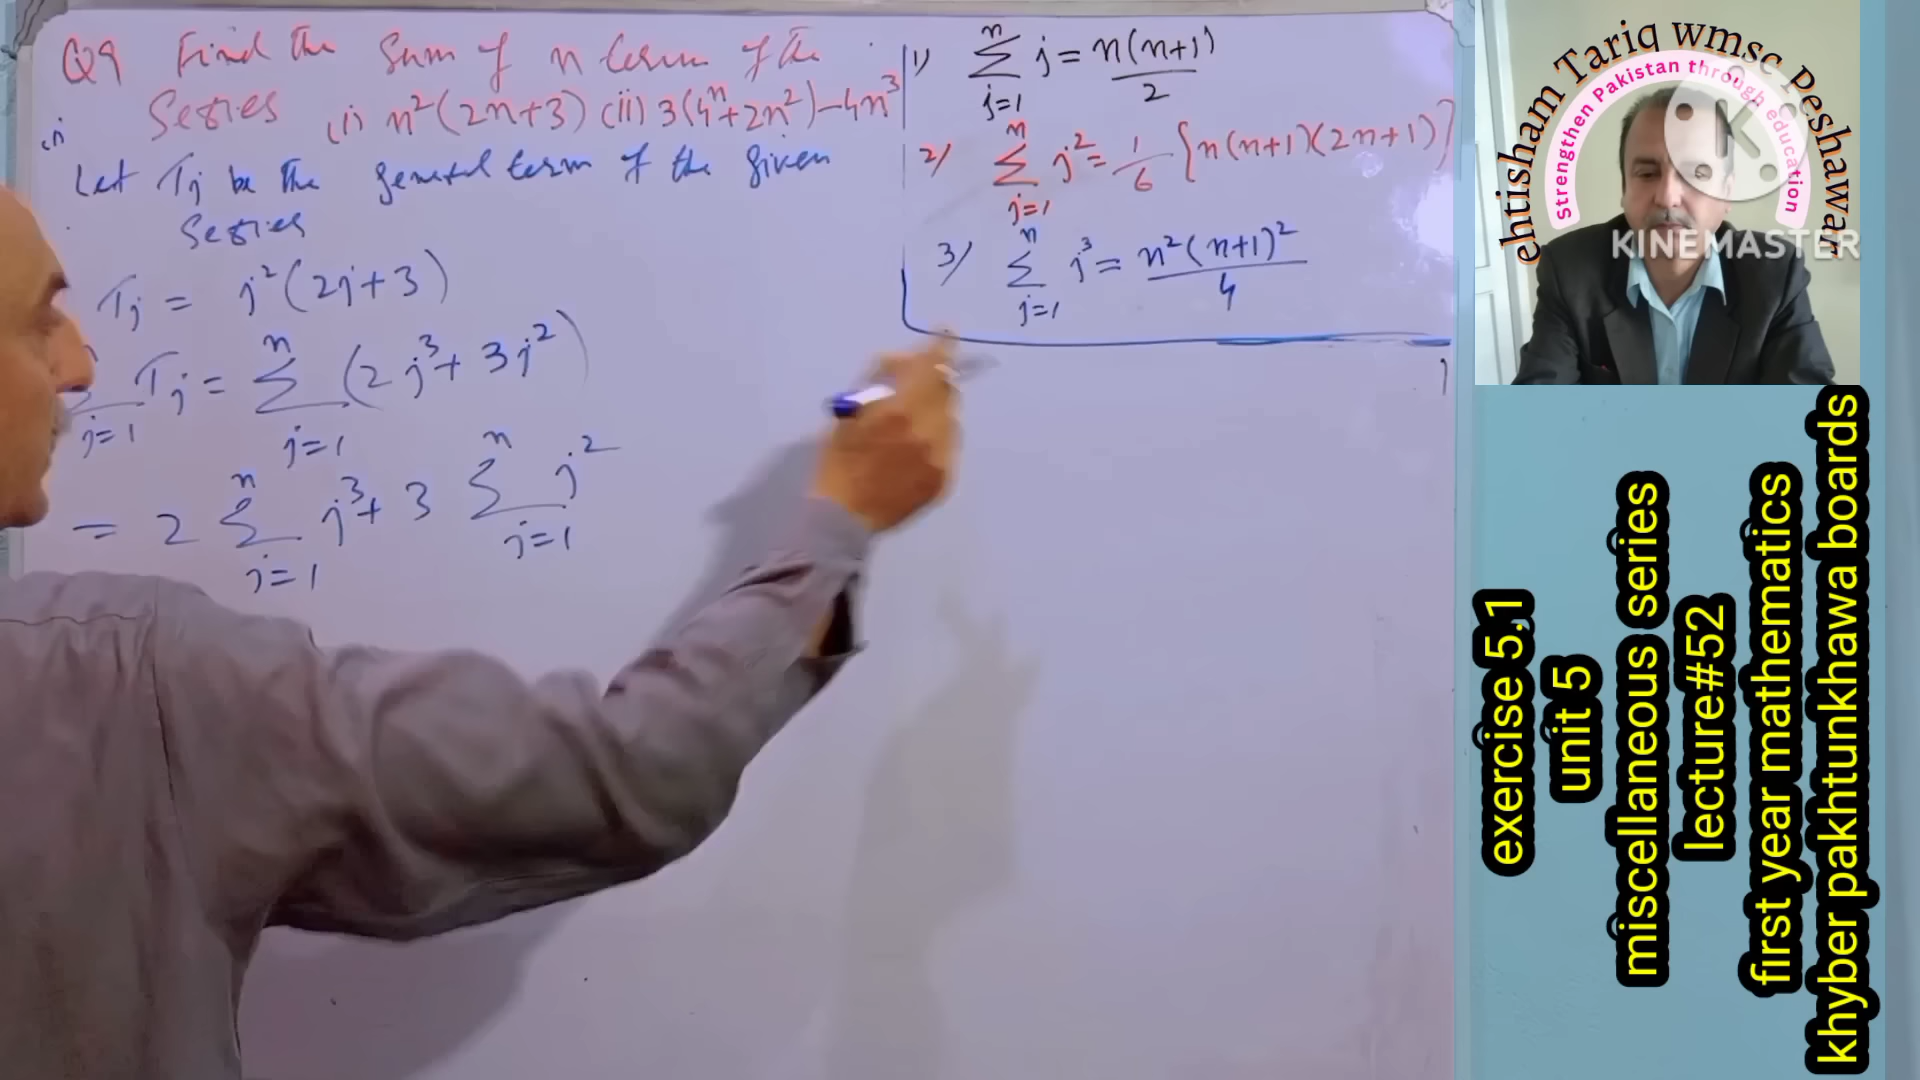 Q9 Find the Sum of n term of the
Series (i) n²(2n+3) (ii) 3(4ⁿ+2n²)−4n³
(i)
Let Tj be the general term of the given
Series
Tj = j²(2j+3)
n
Σ Tj = Σ (2j³+3j²)
j=1 j=1
n n
= 2 Σ j³ + 3 Σ j²
j=1 j=1
1) n
Σ j = n(n+1)
j=1 2
2) n
Σ j² = 1/6 {n(n+1)(2n+1)}
j=1
3) n
Σ j³ = n²(n+1)²
j=1 4
ehtisham Tariq wmsc Peshawar
Strengthen Pakistan through education
K
KINEMASTER
exercise 5.1
unit 5
miscellaneous series
lecture#52
first year mathematics
khyber pakhtunkhawa boards